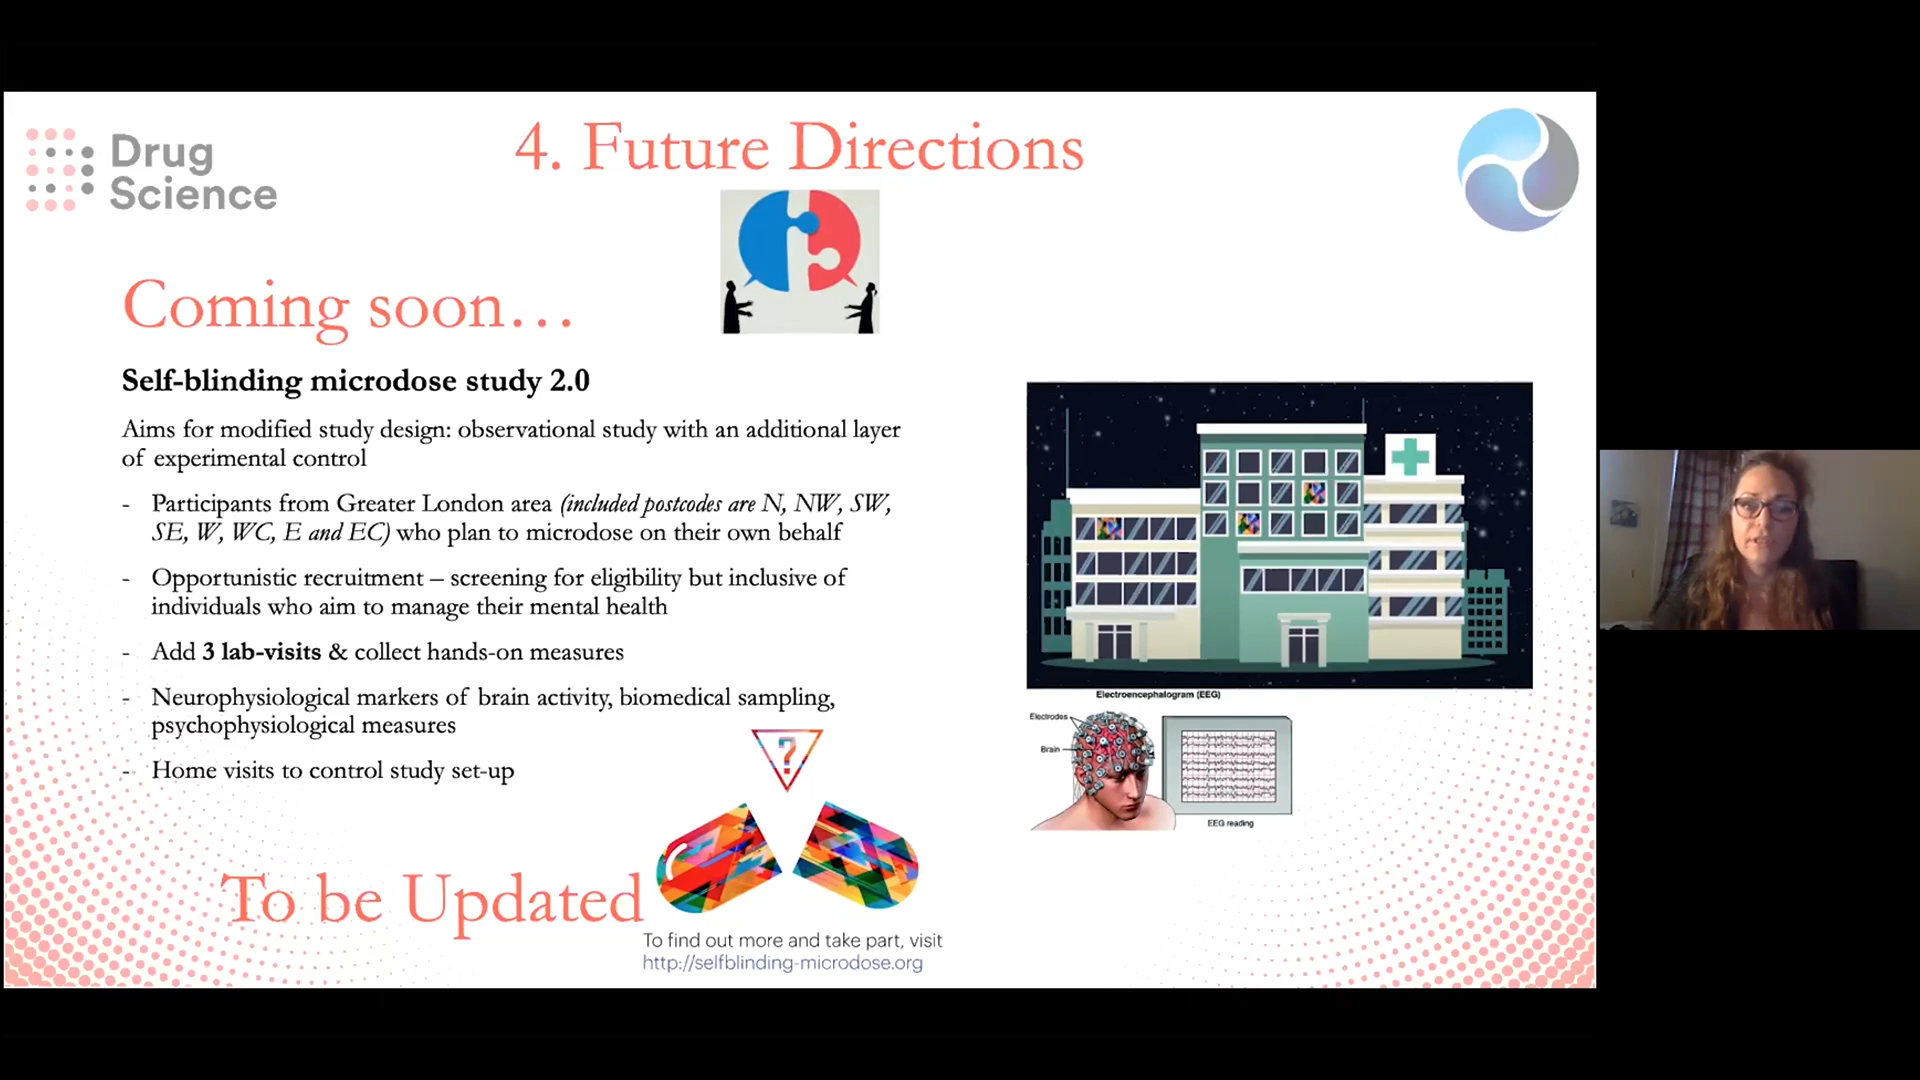 Drug
Science
4. Future Directions
Coming soon…
Self-blinding microdose study 2.0
Aims for modified study design: observational study with an additional layer
of experimental control
- Participants from Greater London area (included postcodes are N, NW, SW,
SE, W, WC, E and EC) who plan to microdose on their own behalf
- Opportunistic recruitment – screening for eligibility but inclusive of
individuals who aim to manage their mental health
- Add 3 lab-visits & collect hands-on measures
- Neurophysiological markers of brain activity, biomedical sampling,
psychophysiological measures
- Home visits to control study set-up
?
To be Updated
To find out more and take part, visit
http://selfblinding-microdose.org
Electroencephalogram (EEG)
Electrodes
Brain
EEG reading